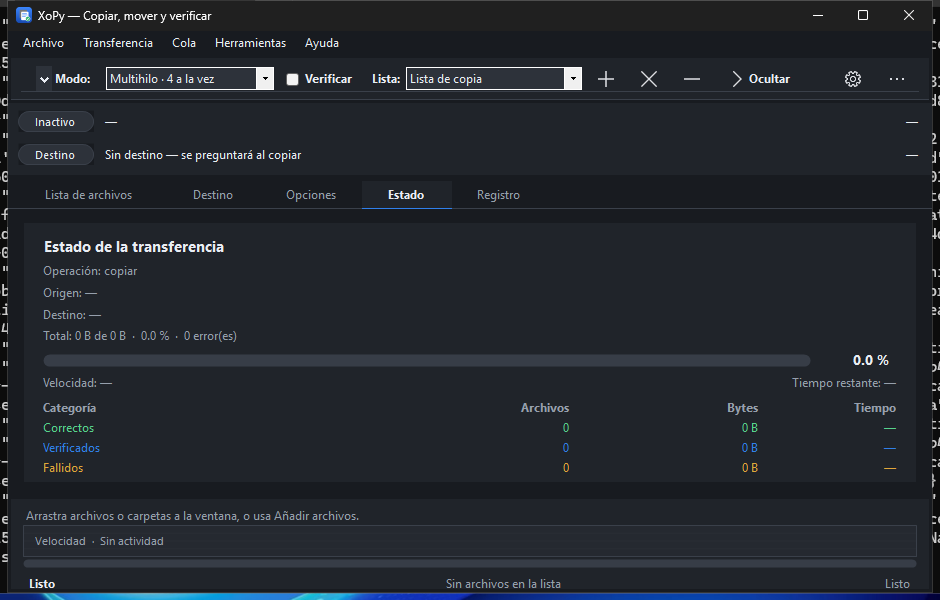 XoPy — Copiar, mover y verificar
Archivo Transferencia Cola Herramientas Ayuda
Modo: Multihilo · 4 a la vez Verificar Lista: Lista de copia Ocultar
Inactivo —
—
Destino Sin destino — se preguntará al copiar —
Lista de archivos Destino Opciones Estado Registro
Estado de la transferencia
Operación: copiar
Origen: —
Destino: —
Total: 0 B de 0 B · 0.0 % · 0 error(es)
0.0 %
Velocidad: — Tiempo restante: —
Categoría Archivos Bytes Tiempo
Correctos 0 0 B —
Verificados 0 0 B —
Fallidos 0 0 B —
Arrastra archivos o carpetas a la ventana, o usa Añadir archivos.
Velocidad · Sin actividad
Listo Sin archivos en la lista Listo